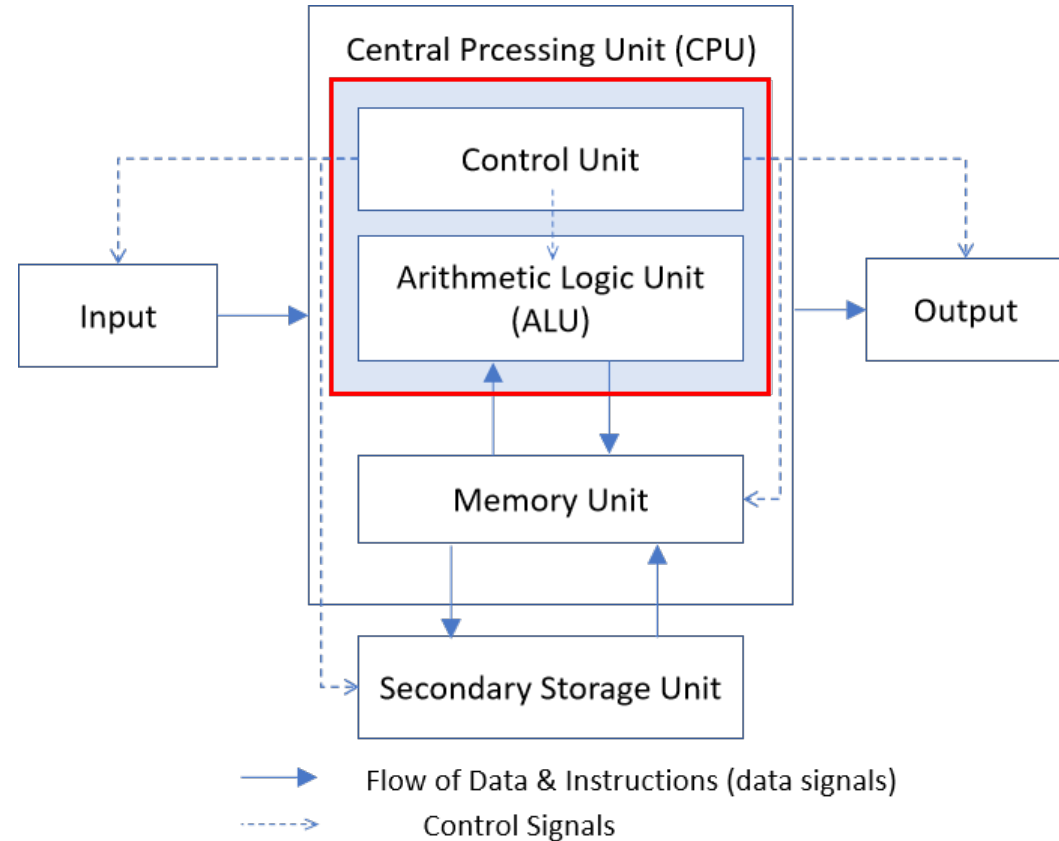 Central Prcessing Unit (CPU)
Control Unit
Arithmetic Logic Unit
(ALU)
Input
Output
Memory Unit
Secondary Storage Unit
Flow of Data & Instructions (data signals)
Control Signals